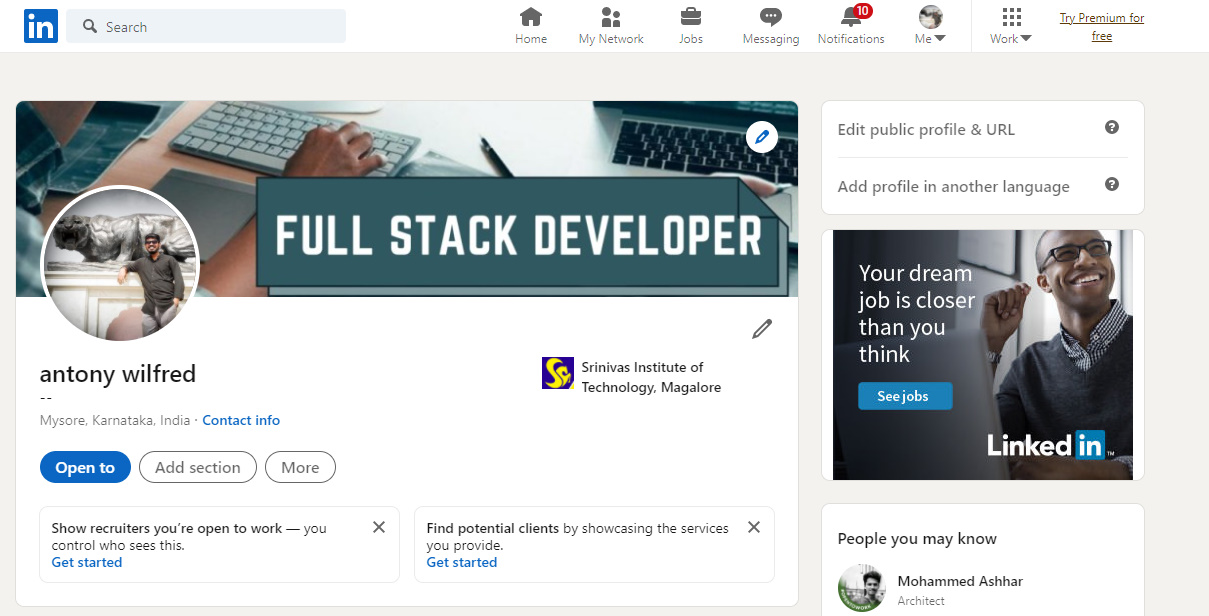 in
Search
Home
My Network
Jobs
Messaging
10
Notifications
Me
Work
Try Premium for
free
FULL STACK DEVELOPER
antony wilfred
--
Mysore, Karnataka, India · Contact info
Srinivas Institute of
Technology, Magalore
Open to
Add section
More
Show recruiters you’re open to work — you
control who sees this.
Get started
Find potential clients by showcasing the services
you provide.
Get started
Edit public profile & URL
Add profile in another language
Your dream
job is closer
than you
think
See jobs
Linked in ™
People you may know
Mohammed Ashhar
Architect